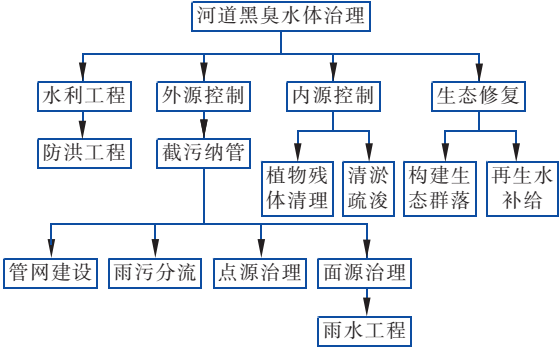 河道黑臭水体治理
水利工程
外源控制
内源控制
生态修复
防洪工程
截污纳管
植物残
体清理
清淤
疏浚
构建生
态群落
再生水
补给
管网建设
雨污分流
点源治理
面源治理
雨水工程